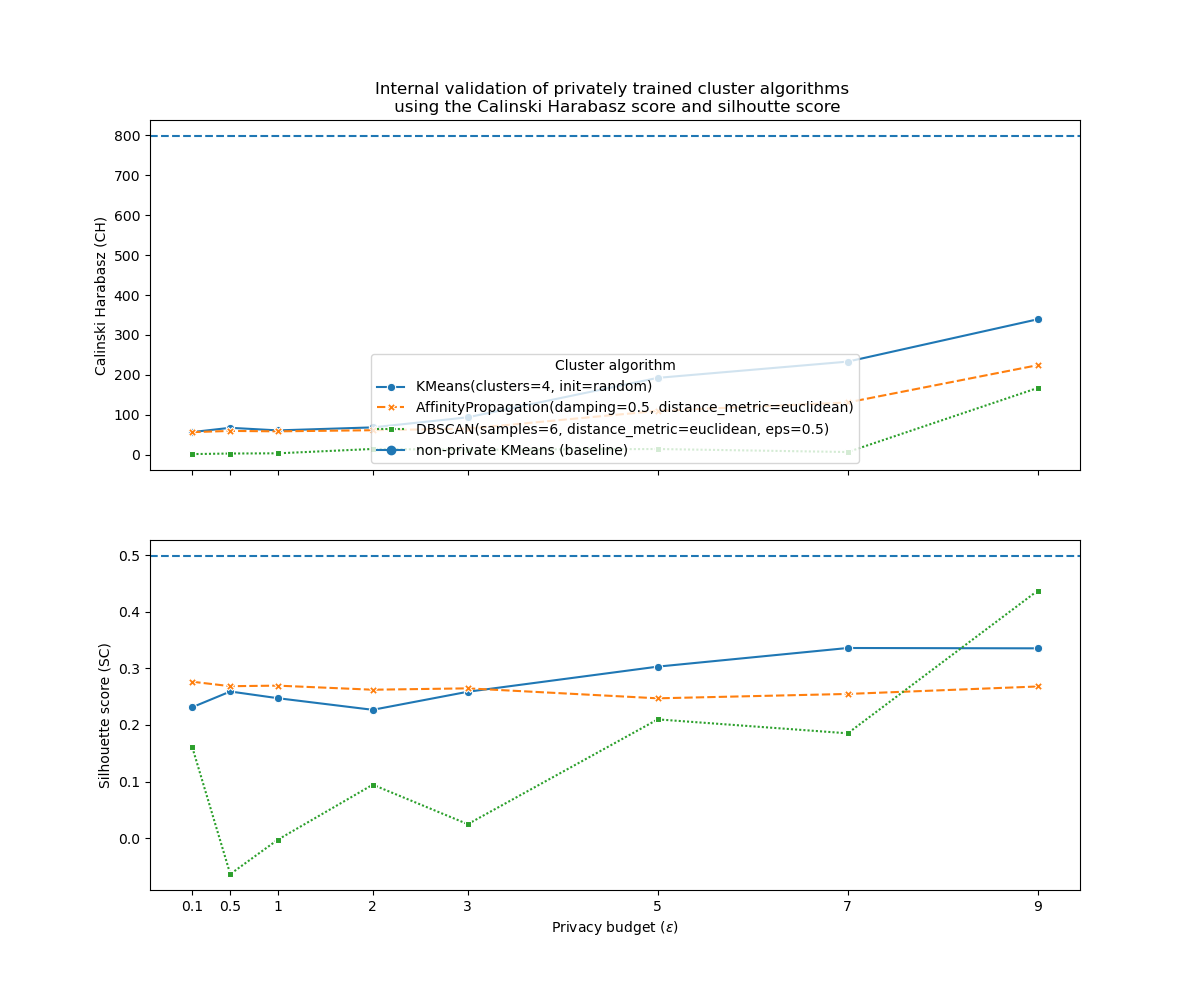 Internal validation of privately trained cluster algorithms
using the Calinski Harabasz score and silhoutte score
Calinski Harabasz (CH)
800
700
600
500
400
300
200
100
0
Cluster algorithm
KMeans(clusters=4, init=random)
AffinityPropagation(damping=0.5, distance_metric=euclidean)
DBSCAN(samples=6, distance_metric=euclidean, eps=0.5)
non-private KMeans (baseline)
Silhouette score (SC)
0.5
0.4
0.3
0.2
0.1
0.0
0.1 0.5 1 2 3 5 7 9
Privacy budget (ε)